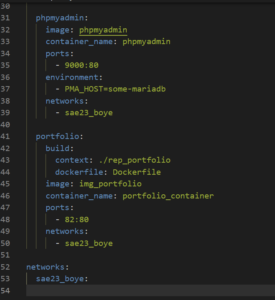 30
31 phpmyadmin:
32 image: phpmyadmin
33 container_name: phpmyadmin
34 ports:
35 - 9000:80
36 environment:
37 - PMA_HOST=some-mariadb
38 networks:
39 - sae23_boye
40
41 portfolio:
42 build:
43 context: ./rep_portfolio
44 dockerfile: Dockerfile
45 image: img_portfolio
46 container_name: portfolio_container
47 ports:
48 - 82:80
49 networks:
50 - sae23_boye
51
52 networks:
53 sae23_boye:
54